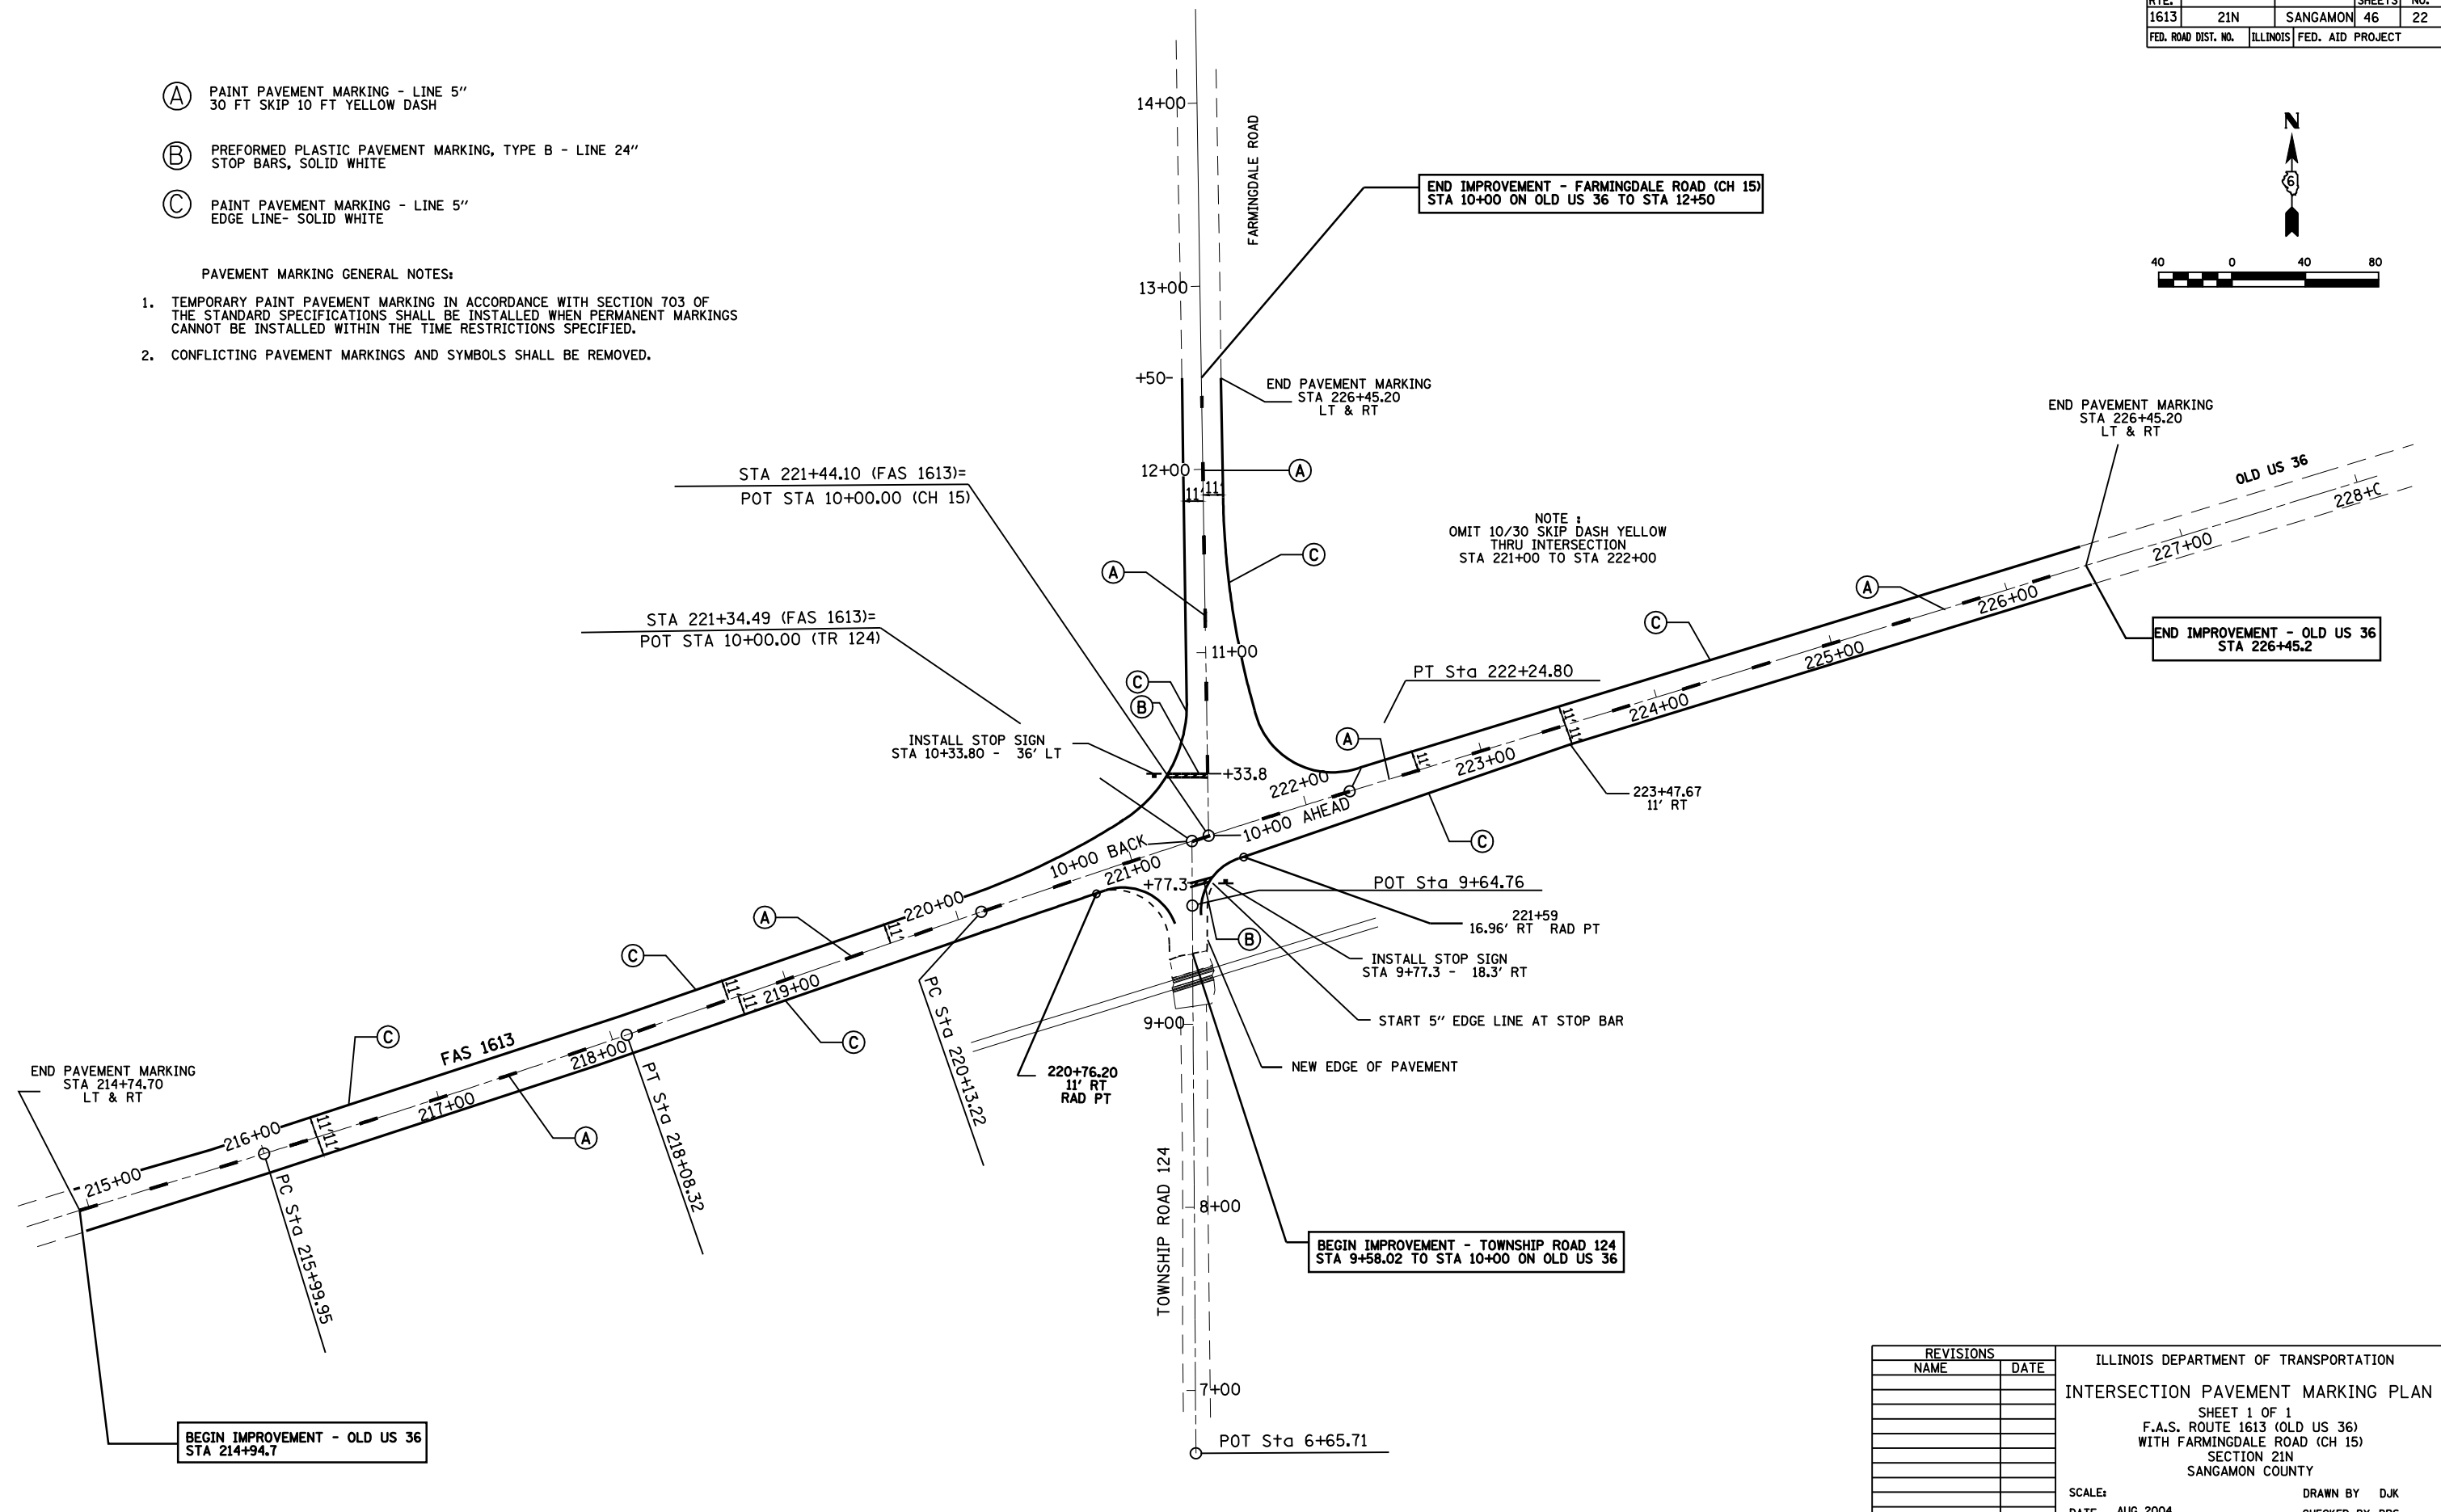 RTE. SHEETS NO.
1613 21N SANGAMON 46 22
FED. ROAD DIST. NO. ILLINOIS FED. AID PROJECT
A PAINT PAVEMENT MARKING - LINE 5"
30 FT SKIP 10 FT YELLOW DASH
B PREFORMED PLASTIC PAVEMENT MARKING, TYPE B - LINE 24"
STOP BARS, SOLID WHITE
C PAINT PAVEMENT MARKING - LINE 5"
EDGE LINE- SOLID WHITE
PAVEMENT MARKING GENERAL NOTES:
1. TEMPORARY PAINT PAVEMENT MARKING IN ACCORDANCE WITH SECTION 703 OF
THE STANDARD SPECIFICATIONS SHALL BE INSTALLED WHEN PERMANENT MARKINGS
CANNOT BE INSTALLED WITHIN THE TIME RESTRICTIONS SPECIFIED.
2. CONFLICTING PAVEMENT MARKINGS AND SYMBOLS SHALL BE REMOVED.
N
6
40 0 40 80
14+00
FARMINGDALE ROAD
13+00
END IMPROVEMENT - FARMINGDALE ROAD (CH 15)
STA 10+00 ON OLD US 36 TO STA 12+50
+50-
END PAVEMENT MARKING
STA 226+45.20
LT & RT
END PAVEMENT MARKING
STA 226+45.20
LT & RT
OLD US 36
228+
227+00
12+00
A
11' 11'
STA 221+44.10 (FAS 1613)=
POT STA 10+00.00 (CH 15)
NOTE :
OMIT 10/30 SKIP DASH YELLOW
THRU INTERSECTION
STA 221+00 TO STA 222+00
C
A
A
226+00
STA 221+34.49 (FAS 1613)=
POT STA 10+00.00 (TR 124)
C
END IMPROVEMENT - OLD US 36
STA 226+45.2
11+00
225+00
PT Sta 222+24.80
C
B
224+00
11' 11'
INSTALL STOP SIGN
STA 10+33.80 - 36' LT
A
11'
223+00
+33.8
222+00
223+47.67
11' RT
10+00 AHEAD
C
10+00 BACK
221+00
+77.3
POT Sta 9+64.76
220+00
A
11'
221+59
16.96' RT RAD PT
B
C
INSTALL STOP SIGN
STA 9+77.3 - 18.3' RT
11' 11'
219+00
PC Sta 220+13.22
9+00
START 5" EDGE LINE AT STOP BAR
C
C
FAS 1613
218+00
PT Sta 218+08.32
NEW EDGE OF PAVEMENT
220+76.20
11' RT
RAD PT
END PAVEMENT MARKING
STA 214+74.70
LT & RT
217+00
A
216+00
11' 11'
215+00
PC Sta 215+99.95
TOWNSHIP ROAD 124
8+00
BEGIN IMPROVEMENT - TOWNSHIP ROAD 124
STA 9+58.02 TO STA 10+00 ON OLD US 36
7+00
POT Sta 6+65.71
BEGIN IMPROVEMENT - OLD US 36
STA 214+94.7
REVISIONS
NAME DATE
ILLINOIS DEPARTMENT OF TRANSPORTATION
INTERSECTION PAVEMENT MARKING PLAN
SHEET 1 OF 1
F.A.S. ROUTE 1613 (OLD US 36)
WITH FARMINGDALE ROAD (CH 15)
SECTION 21N
SANGAMON COUNTY
SCALE: DRAWN BY DJK
DATE AUG 2004 CHECKED BY